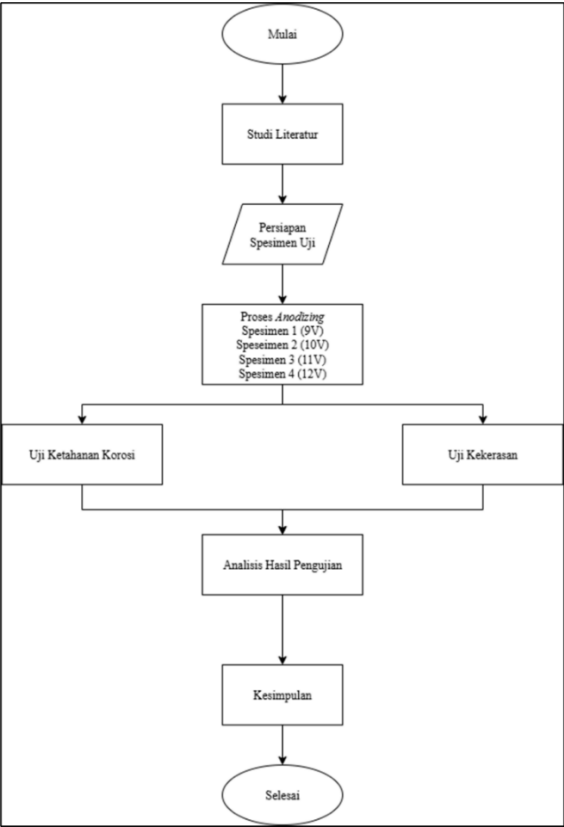 Mulai
Studi Literatur
Persiapan
Spesimen Uji
Proses Anodizing
Spesimen 1 (9V)
Speseimen 2 (10V)
Spesimen 3 (11V)
Spesimen 4 (12V)
Uji Ketahanan Korosi
Uji Kekerasan
Analisis Hasil Pengujian
Kesimpulan
Selesai